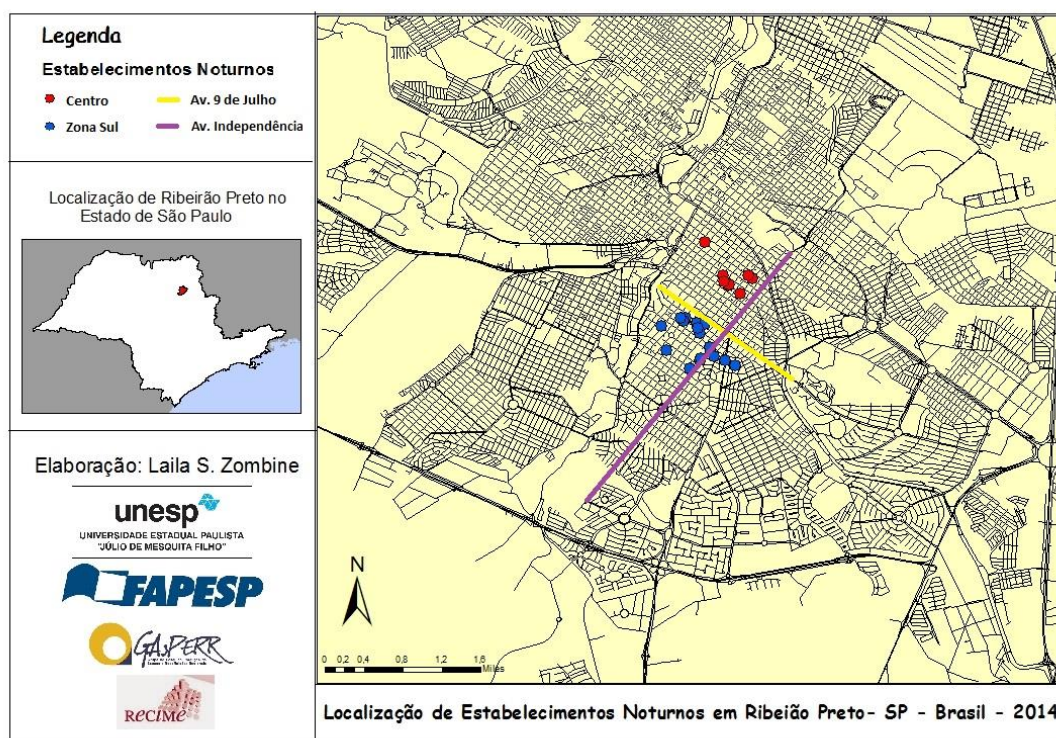 Legenda
Estabelecimentos Noturnos
Centro
Av. 9 de Julho
Zona Sul
Av. Independência
Localização de Ribeirão Preto no
Estado de São Paulo
Elaboração: Laila S. Zombine
unesp
UNIVERSIDADE ESTADUAL PAULISTA
"JÚLIO DE MESQUITA FILHO"
FAPESP
GAsPERR
ReCiMe
N
0 0,2 0,4 0,8 1,2 1,6
Miles
Localização de Estabelecimentos Noturnos em Ribeião Preto- SP - Brasil - 2014